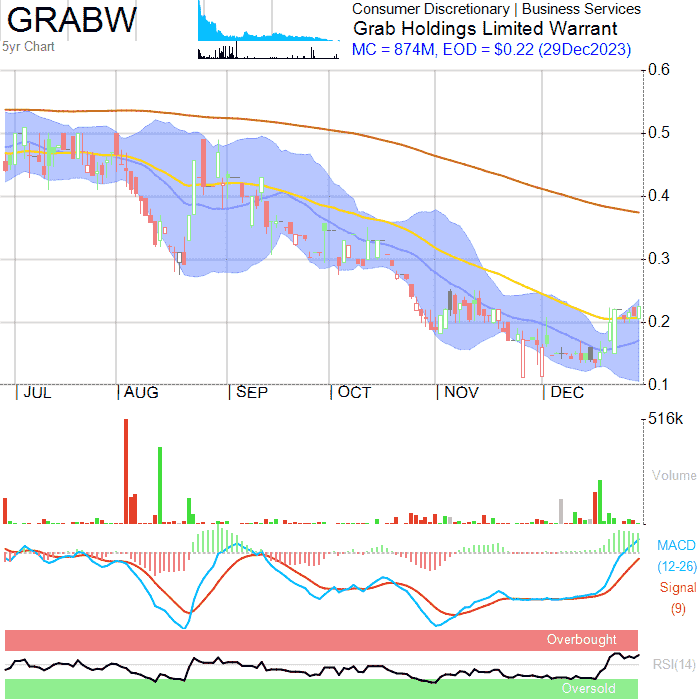 GRABW
5yr Chart
Consumer Discretionary | Business Services
Grab Holdings Limited Warrant
MC = 874M, EOD = $0.22 (29Dec2023)
0.6
0.5
0.4
0.3
0.2
0.1
JUL AUG SEP OCT NOV DEC
516k
Volume
MACD
(12-26)
Signal
(9)
Overbought
RSI(14)
Oversold